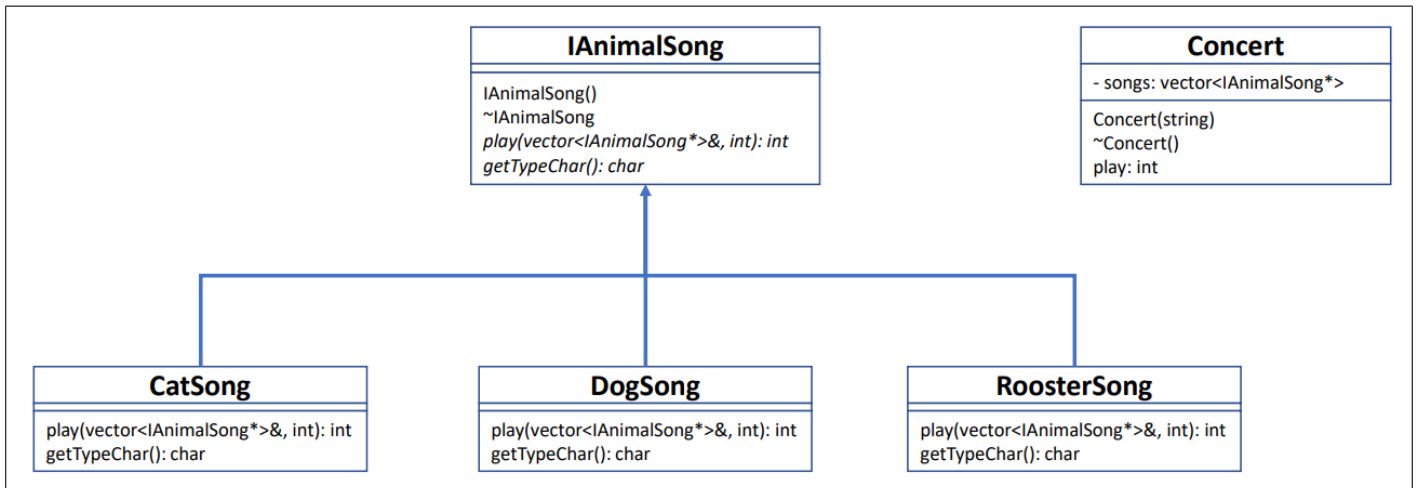 IAnimalSong
IAnimalSong()
~IAnimalSong
play(vector<IAnimalSong*>&, int): int
getTypeChar(): char
Concert
- songs: vector<IAnimalSong*>
Concert(string)
~Concert()
play: int
CatSong
play(vector<IAnimalSong*>&, int): int
getTypeChar(): char
DogSong
play(vector<IAnimalSong*>&, int): int
getTypeChar(): char
RoosterSong
play(vector<IAnimalSong*>&, int): int
getTypeChar(): char